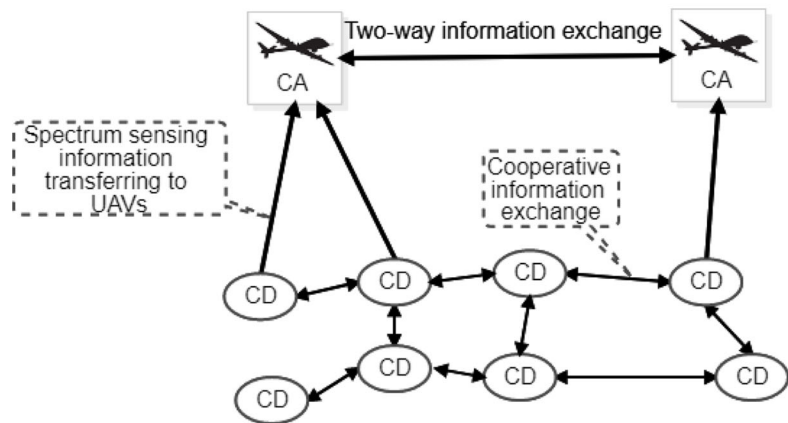 Two-way information exchange
CA
CA
Spectrum sensing
information
transferring to
UAVs
Cooperative
information
exchange
CD
CD
CD
CD
CD
CD
CD
CD